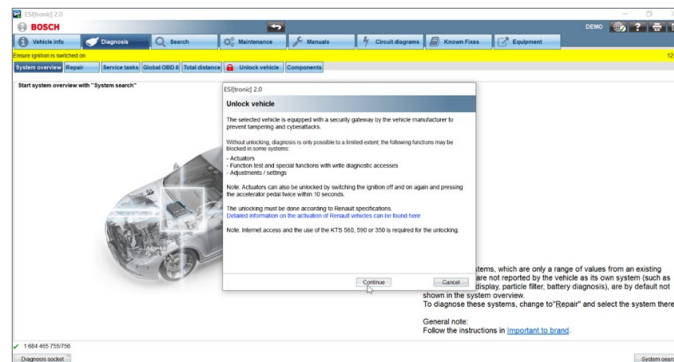 ESI[tronic] 2.0
BOSCH
DEMO
Vehicle info
Diagnosis
Search
Maintenance
Manuals
Circuit diagrams
Known Fixes
Equipment
Ensure ignition is switched on
12
System overview
Repair
Service tasks
Global OBD II
Total distance
Unlock vehicle
Components
Start system overview with "System search"
ESI[tronic] 2.0
Unlock vehicle
The selected vehicle is equipped with a security gateway by the vehicle manufacturer to
prevent tampering and cyberattacks.
Without unlocking, diagnosis is only possible to a limited extent; the following functions may be
blocked in some systems:
- Actuators
- Function test and special functions with write diagnostic accesses
- Adjustments / settings
Note: Actuators can also be unlocked by switching the ignition off and on again and pressing
the accelerator pedal twice within 10 seconds.
The unlocking must be done according to Renault specifications.
Detailed information on the activation of Renault vehicles can be found here
Note: Internet access and the use of the KTS 560, 590 or 350 is required for the unlocking.
Continue
Cancel
stems, which are only a range of values from an existing
are not reported by the vehicle as its own system (such as
display, particle filter, battery diagnosis), are by default not
shown in the system overview.
To diagnose these systems, change to "Repair" and select the system there
General note:
Follow the instructions in Important to brand.
1 684 465 755/756
Diagnosis socket
System sear